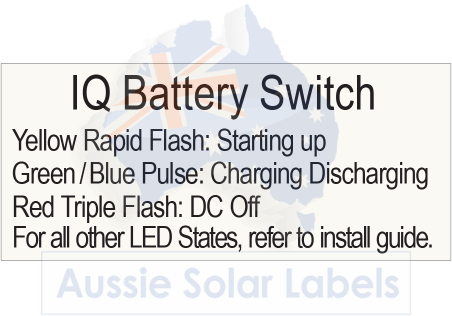 IQ Battery Switch
Yellow Rapid Flash: Starting up
Green / Blue Pulse: Charging Discharging
Red Triple Flash: DC Off
For all other LED States, refer to install guide.
Aussie Solar Labels